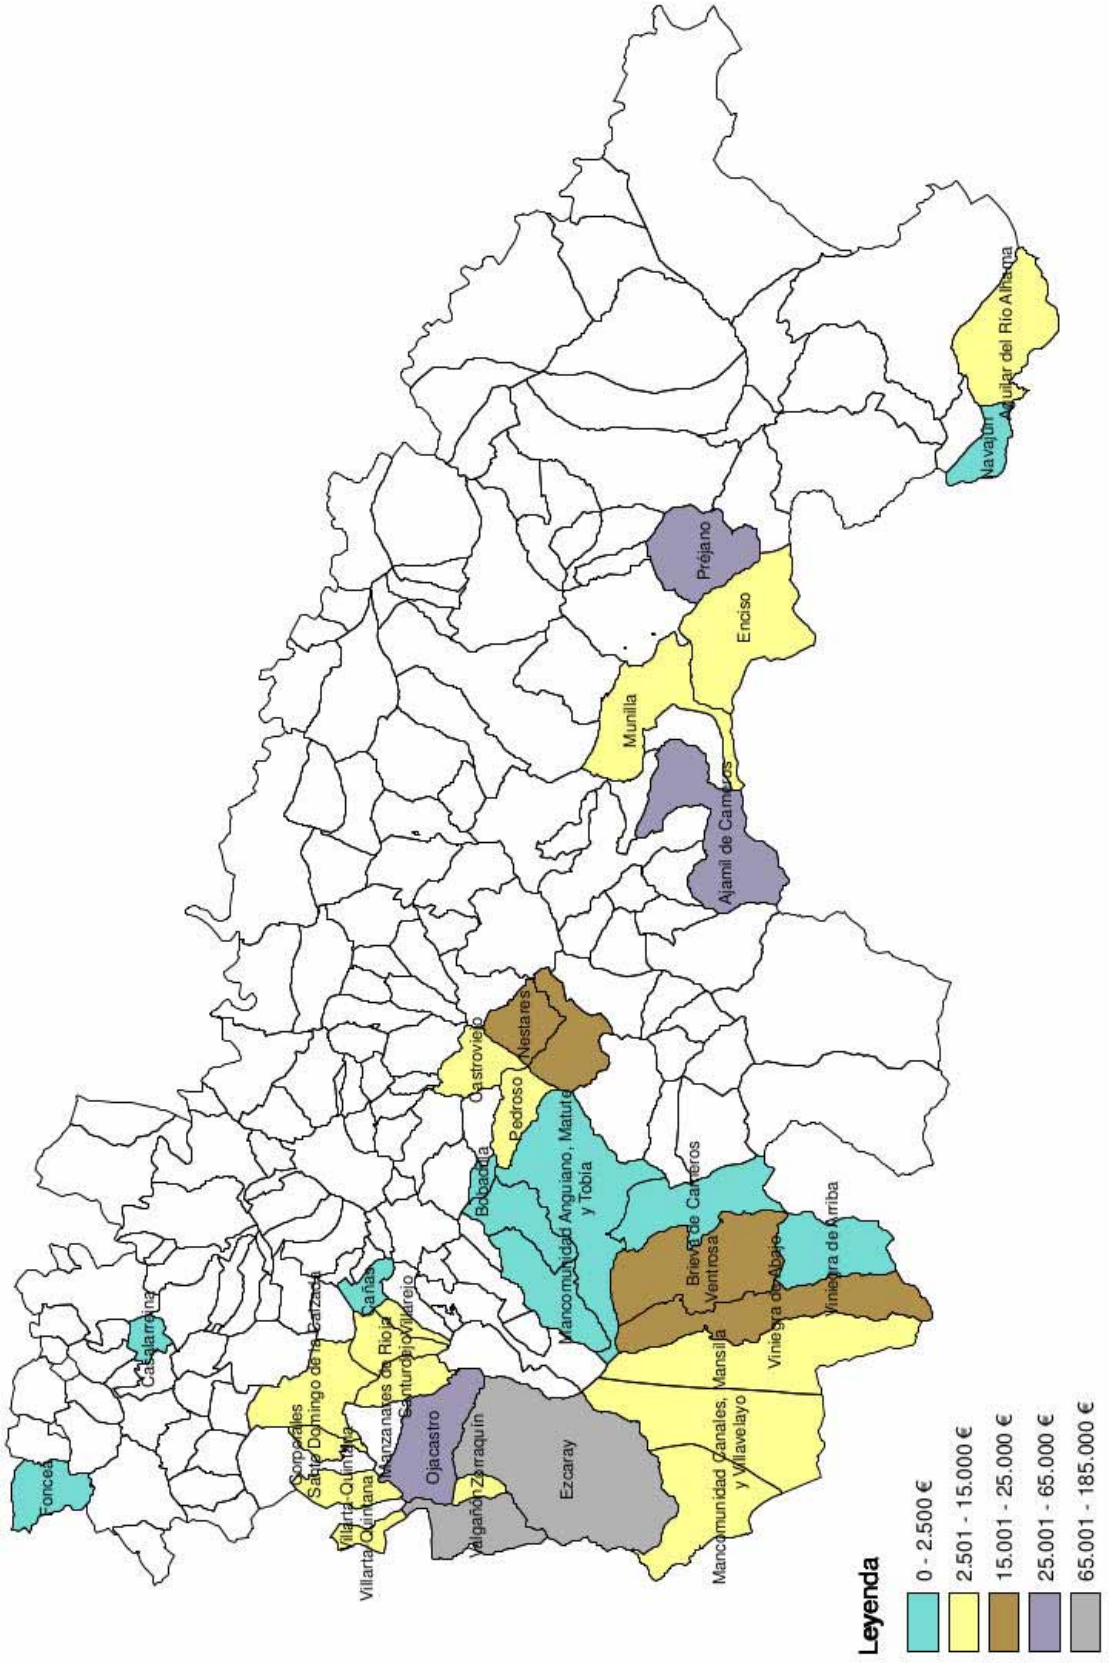 Foncea
Casalarreina
Cañas
Corporales
Santo Domingo de la Calzada
Villarta-Quintana
Villarta-Quintana
Manzanares de Rioja
Santurdejo
Villarejo
Ojacastro
Valgañón
Zorraquín
Ezcaray
Bobadilla
Castroviejo
Pedroso
Nestares
Mancomunidad Anguiano, Matute
y Tobía
Brieva de Cameros
Ventrosa
Viniegra de Abajo
Viniegra de Arriba
Mancomunidad Canales, Mansilla
y Villavelayo
Munilla
Ajamil de Cameros
Enciso
Préjano
Navajún
Aguilar del Río Alhama
Leyenda
0 - 2.500 €
2.501 - 15.000 €
15.001 - 25.000 €
25.001 - 65.000 €
65.001 - 185.000 €